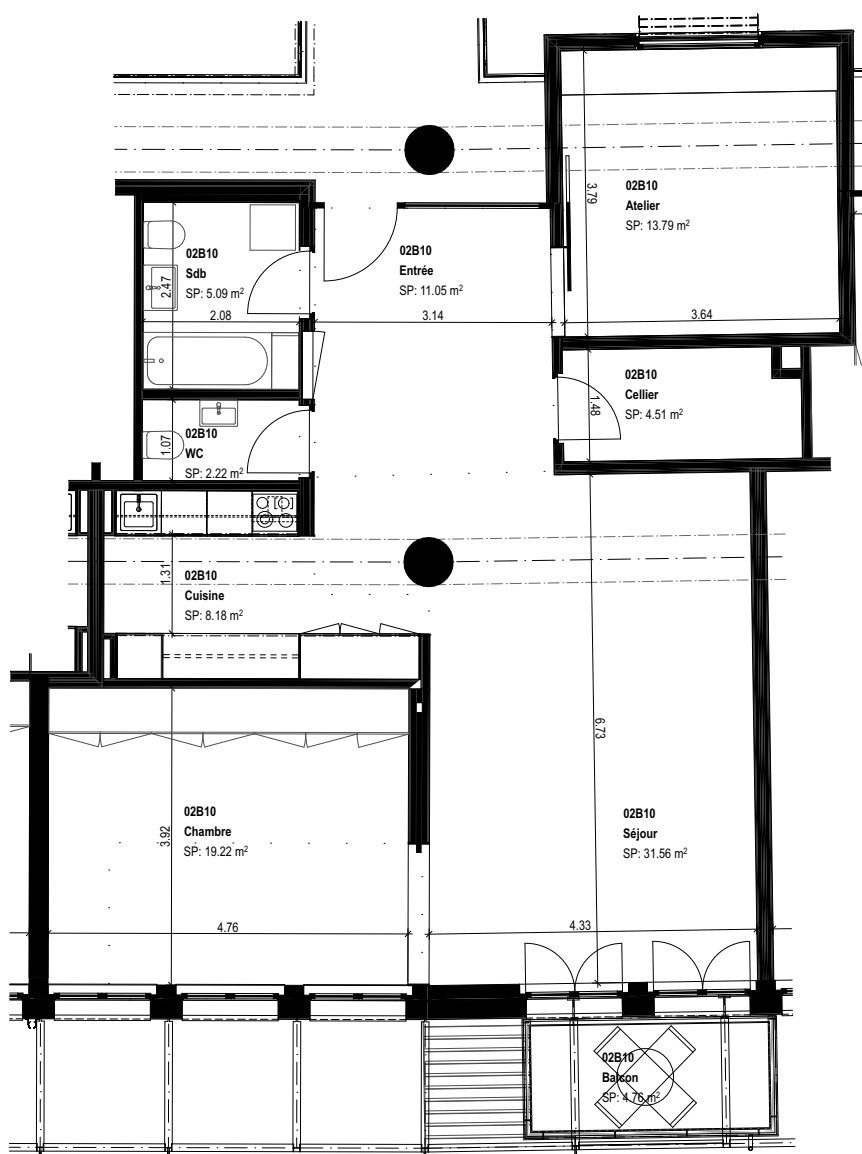 02B10
Atelier
SP: 13.79 m²
3.79
3.64
02B10
Sdb
SP: 5.09 m²
2.47
2.08
02B10
Entrée
SP: 11.05 m²
3.14
02B10
Cellier
SP: 4.51 m²
1.48
02B10
WC
SP: 2.22 m²
1.07
02B10
Cuisine
SP: 8.18 m²
1.31
02B10
Chambre
SP: 19.22 m²
3.92
4.76
02B10
Séjour
SP: 31.56 m²
6.73
4.33
02B10
Balcon
SP: 4.76 m²